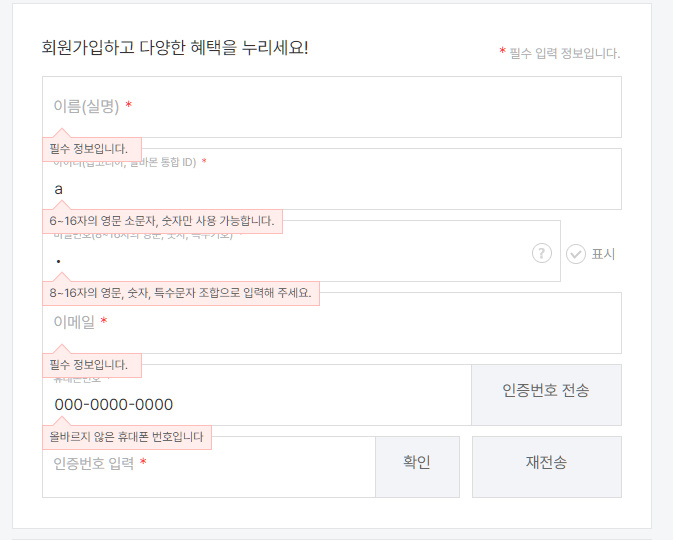 회원가입하고 다양한 혜택을 누리세요!
* 필수 입력 정보입니다.
이름(실명) *
필수 정보입니다.
통합 ID) *
a
6~16자의 영문 소문자, 숫자만 사용 가능합니다.
•
?
표시
8~16자의 영문, 숫자, 특수문자 조합으로 입력해 주세요.
이메일 *
필수 정보입니다.
000-0000-0000
인증번호 전송
올바르지 않은 휴대폰 번호입니다
인증번호 입력 *
확인
재전송